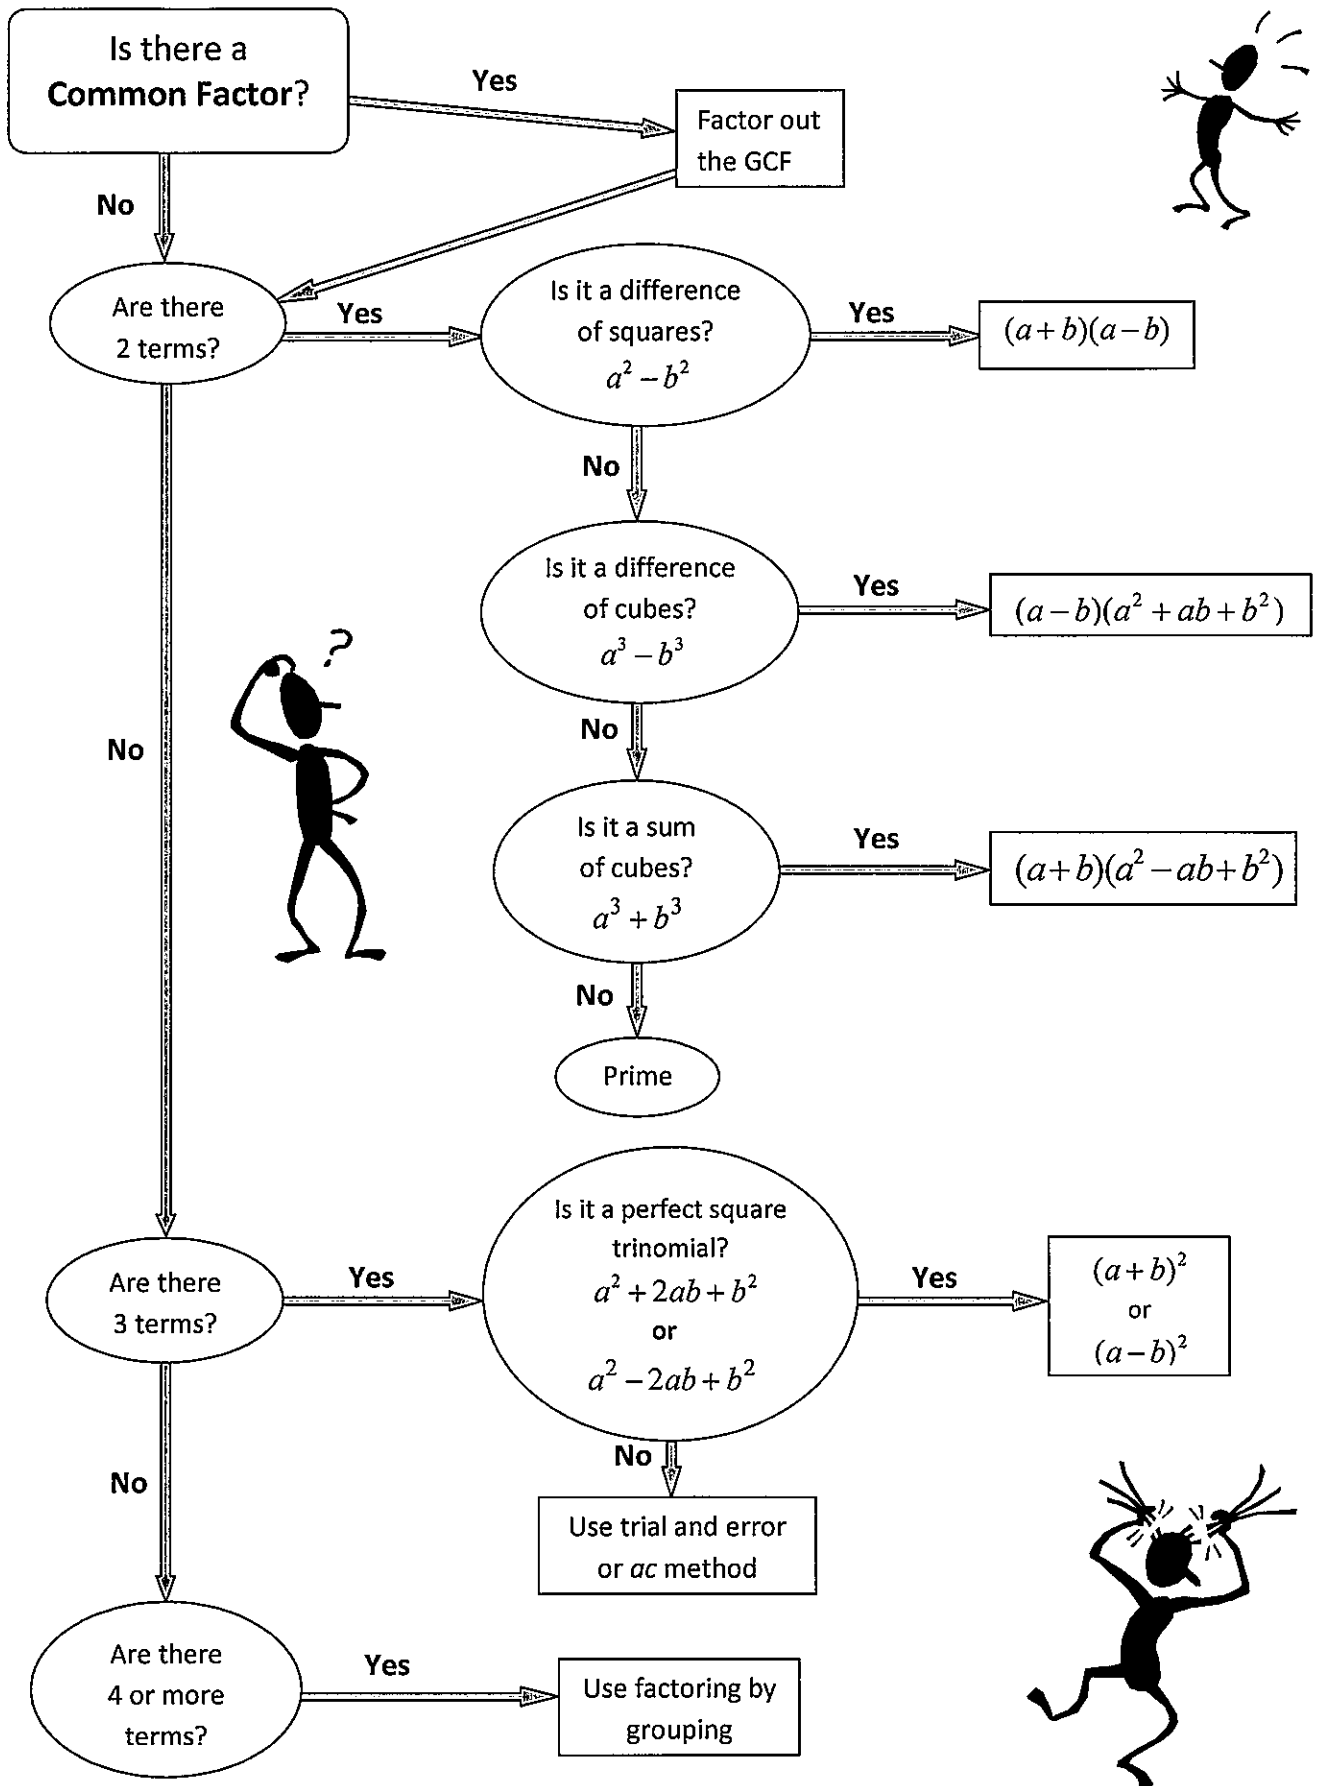 Is there a
Common Factor?
Yes
Factor out
the GCF
No
Are there
2 terms?
Yes
Is it a difference
of squares?
a² − b²
Yes
(a + b)(a − b)
No
Is it a difference
of cubes?
a³ − b³
Yes
(a − b)(a² + ab + b²)
?
No
No
Is it a sum
of cubes?
a³ + b³
Yes
(a + b)(a² − ab + b²)
No
Prime
Are there
3 terms?
Yes
Is it a perfect square
trinomial?
a² + 2ab + b²
or
a² − 2ab + b²
Yes
(a + b)²
or
(a − b)²
No
Use trial and error
or ac method
No
Are there
4 or more
terms?
Yes
Use factoring by
grouping